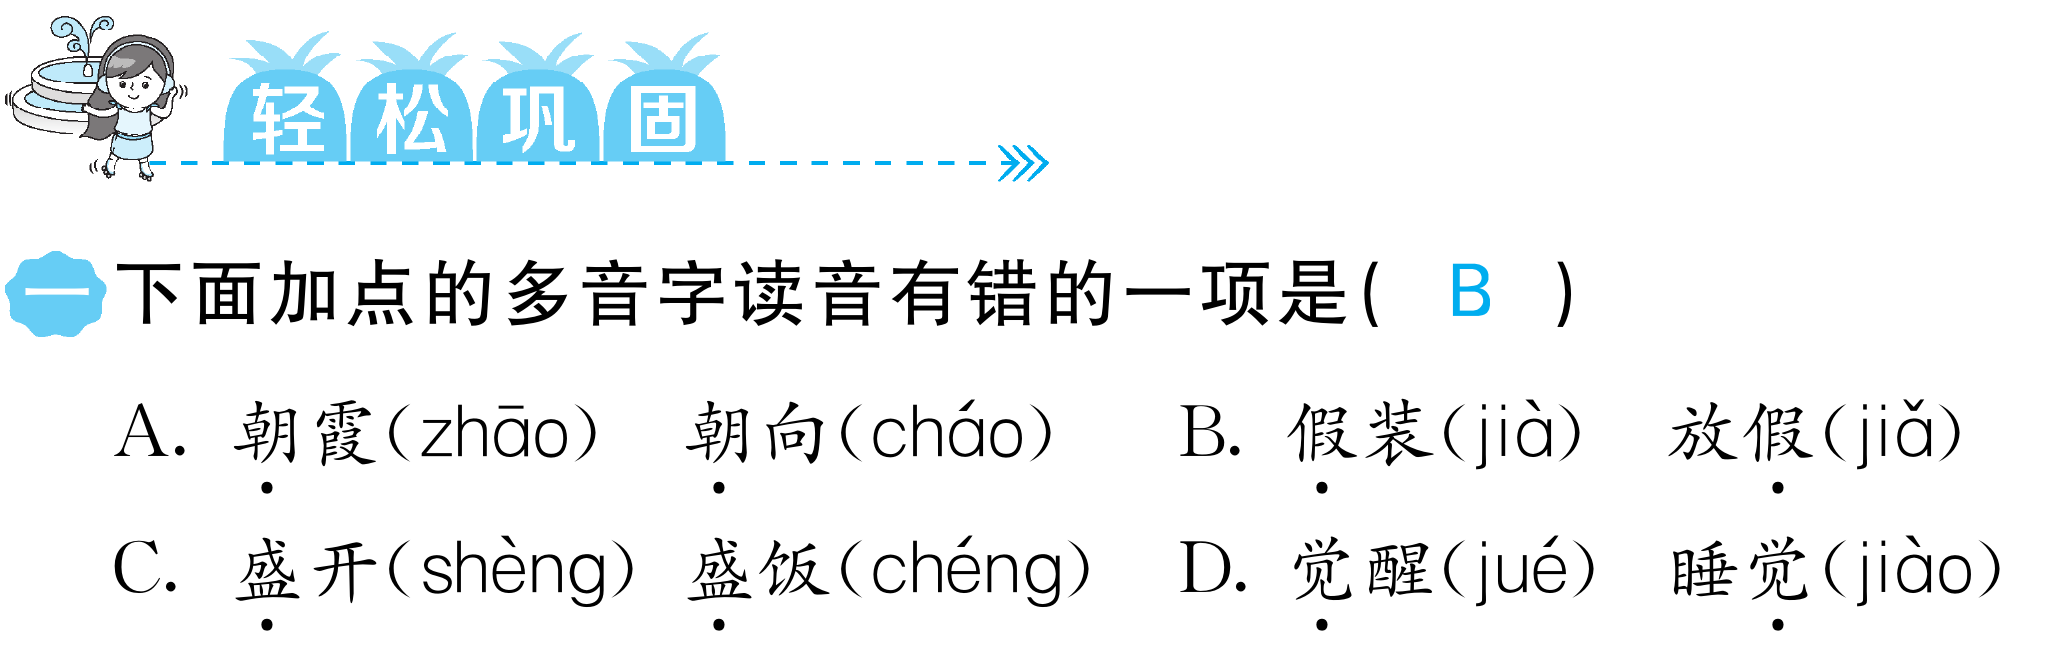 轻松巩固
一 下面加点的多音字读音有错的一项是( B )
A. 朝霞(zhāo) 朝向(cháo) B. 假装(jià) 放假(jiǎ)
C. 盛开(shèng) 盛饭(chéng) D. 觉醒(jué) 睡觉(jiào)